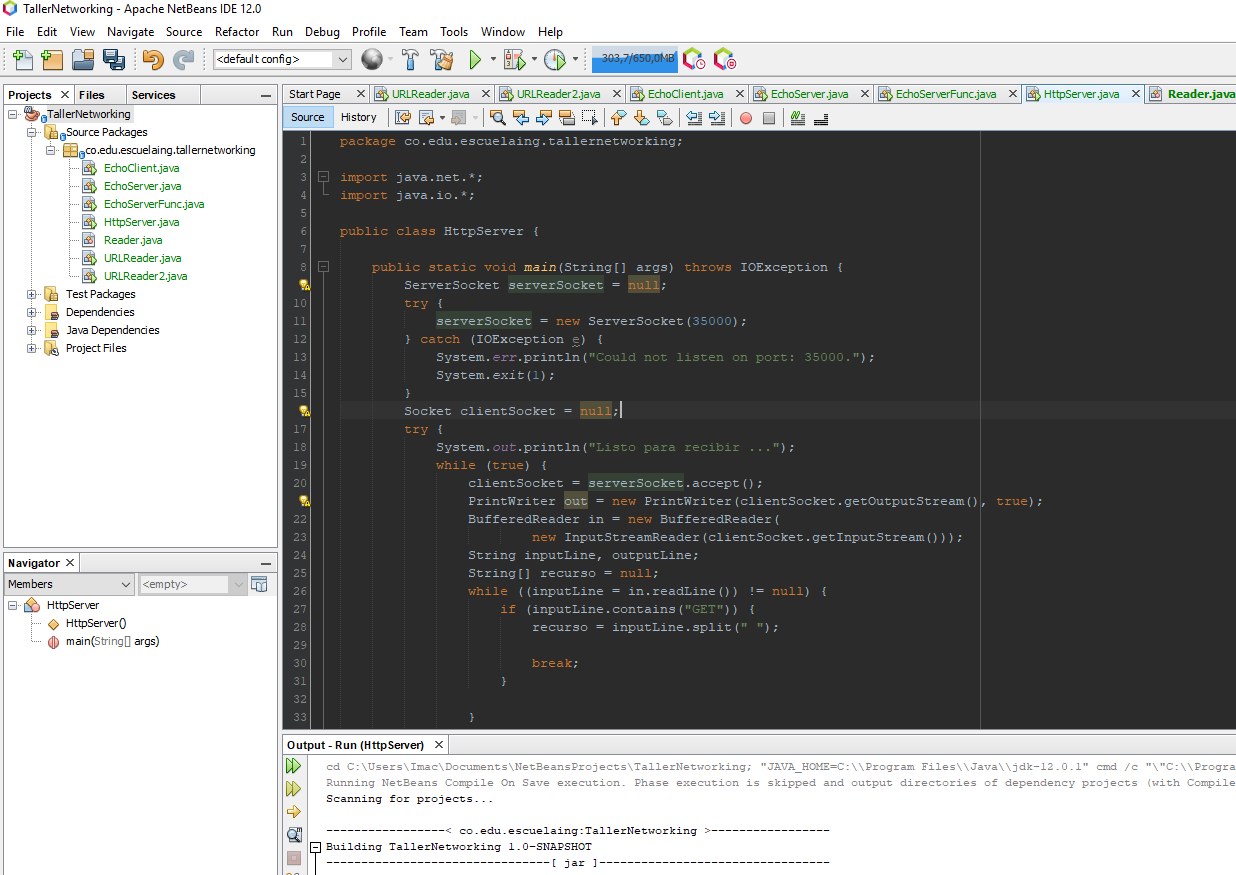 TallerNetworking - Apache NetBeans IDE 12.0
File Edit View Navigate Source Refactor Run Debug Profile Team Tools Window Help
<default config> 303,7/650,0MB
Projects Files Services
TallerNetworking
Source Packages
co.edu.escuelaing.tallernetworking
EchoClient.java
EchoServer.java
EchoServerFunc.java
HttpServer.java
Reader.java
URLReader.java
URLReader2.java
Test Packages
Dependencies
Java Dependencies
Project Files
Navigator
Members <empty>
HttpServer
HttpServer()
main(String[] args)
Start Page URLReader.java URLReader2.java EchoClient.java EchoServer.java EchoServerFunc.java HttpServer.java Reader.java
Source History
1 package co.edu.escuelaing.tallernetworking;
2
3 import java.net.*;
4 import java.io.*;
5
6 public class HttpServer {
7
8 public static void main(String[] args) throws IOException {
ServerSocket serverSocket = null;
10 try {
11 serverSocket = new ServerSocket(35000);
12 } catch (IOException e) {
13 System.err.println("Could not listen on port: 35000.");
14 System.exit(1);
15 }
Socket clientSocket = null;
17 try {
18 System.out.println("Listo para recibir ...");
19 while (true) {
20 clientSocket = serverSocket.accept();
PrintWriter out = new PrintWriter(clientSocket.getOutputStream(), true);
22 BufferedReader in = new BufferedReader(
23 new InputStreamReader(clientSocket.getInputStream()));
24 String inputLine, outputLine;
25 String[] recurso = null;
26 while ((inputLine = in.readLine()) != null) {
27 if (inputLine.contains("GET")) {
28 recurso = inputLine.split(" ");
29
30 break;
31 }
32
33 }
Output - Run (HttpServer)
cd C:\Users\Imac\Documents\NetBeansProjects\TallerNetworking; "JAVA_HOME=C:\\Program Files\\Java\\jdk-12.0.1" cmd /c "\"C:\\Progra
Running NetBeans Compile On Save execution. Phase execution is skipped and output directories of dependency projects (with Compile
Scanning for projects...
-----------------< co.edu.escuelaing:TallerNetworking >-----------------
Building TallerNetworking 1.0-SNAPSHOT
--------------------------------[ jar ]---------------------------------